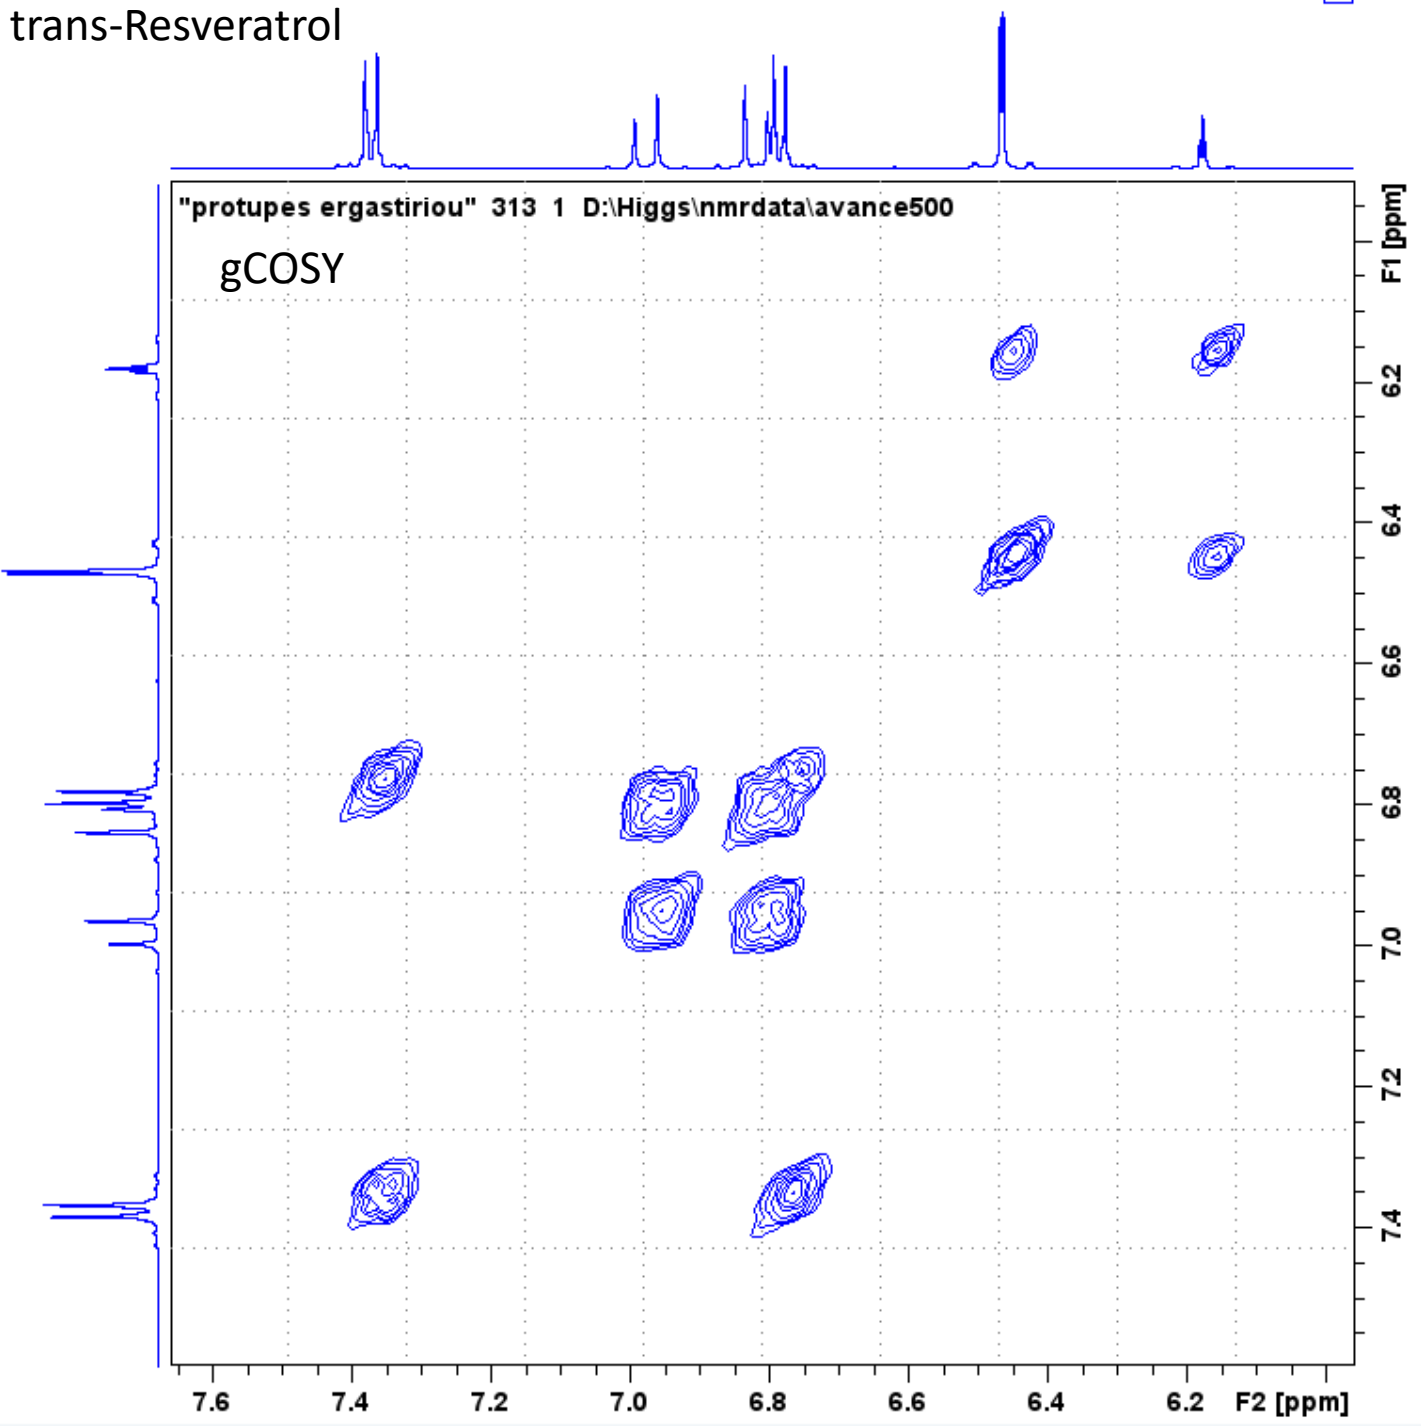 trans-Resveratrol
"protupes ergastiriou" 313 1 D:\Higgs\nmrdata\avance500
gCOSY
F1 [ppm]
6.2
6.4
6.6
6.8
7.0
7.2
7.4
7.6 7.4 7.2 7.0 6.8 6.6 6.4 6.2 F2 [ppm]